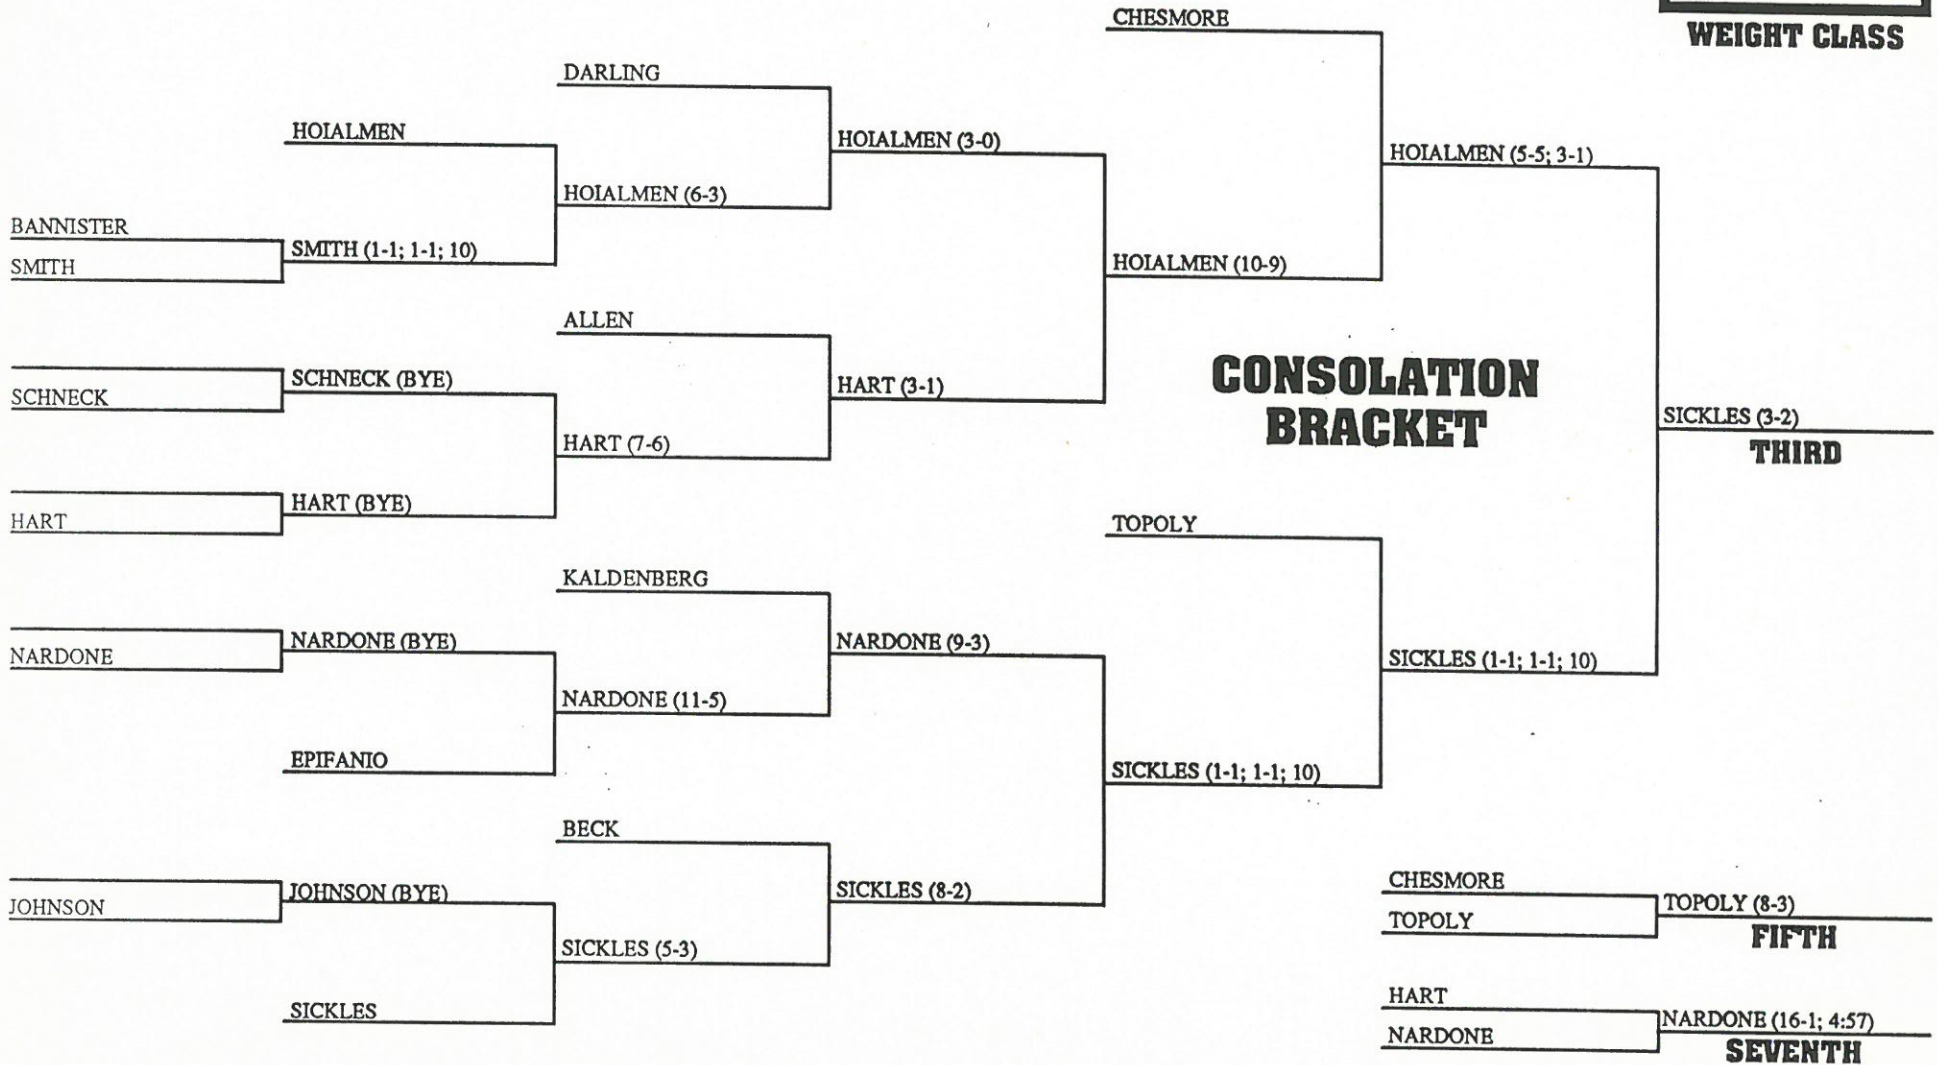 WEIGHT CLASS
BANNISTER
SMITH
SCHNECK
HART
NARDONE
JOHNSON
HOIALMEN
SMITH (1-1; 1-1; 10)
SCHNECK (BYE)
HART (BYE)
NARDONE (BYE)
EPIFANIO
JOHNSON (BYE)
SICKLES
DARLING
HOIALMEN (6-3)
ALLEN
HART (7-6)
KALDENBERG
NARDONE (11-5)
BECK
SICKLES (5-3)
HOIALMEN (3-0)
HART (3-1)
NARDONE (9-3)
SICKLES (8-2)
CHESMORE
HOIALMEN (10-9)
CONSOLATION
BRACKET
TOPOLY
SICKLES (1-1; 1-1; 10)
HOIALMEN (5-5; 3-1)
SICKLES (1-1; 1-1; 10)
SICKLES (3-2)
THIRD
CHESMORE
TOPOLY
TOPOLY (8-3)
FIFTH
HART
NARDONE
NARDONE (16-1; 4:57)
SEVENTH